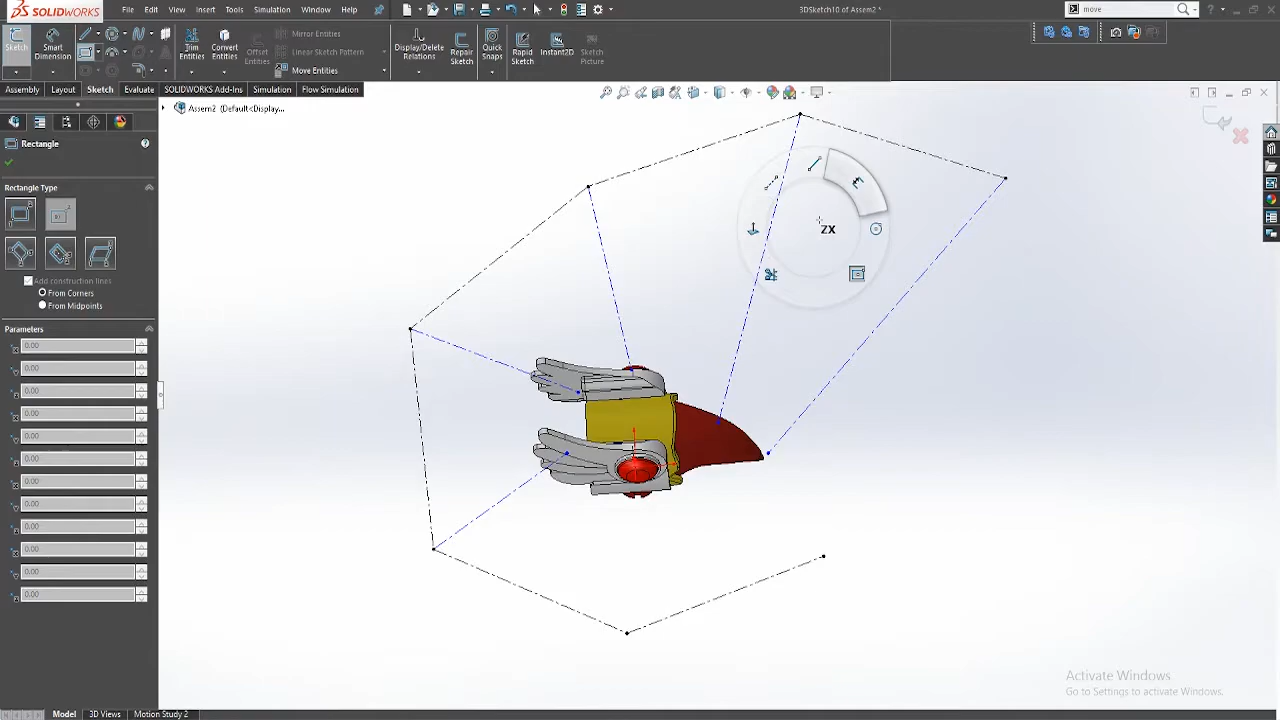 SOLIDWORKS
File
Edit
View
Insert
Tools
Simulation
Window
Help
3DSketch10 of Assem2 *
move
Sketch
Smart
Dimension
Trim
Entities
Convert
Entities
Offset
Entities
Mirror Entities
Linear Sketch Pattern
Move Entities
Display/Delete
Relations
Repair
Sketch
Quick
Snaps
Rapid
Sketch
Instant2D
Sketch
Picture
Assembly
Layout
Sketch
Evaluate
SOLIDWORKS Add-Ins
Simulation
Flow Simulation
Assem2 (Default<Display...
Rectangle
Rectangle Type
Add construction lines
From Corners
From Midpoints
Parameters
0.00
0.00
0.00
0.00
0.00
0.00
0.00
0.00
0.00
0.00
0.00
0.00
ZX
Activate Windows
Go to Settings to activate Windows.
Model
3D Views
Motion Study 2